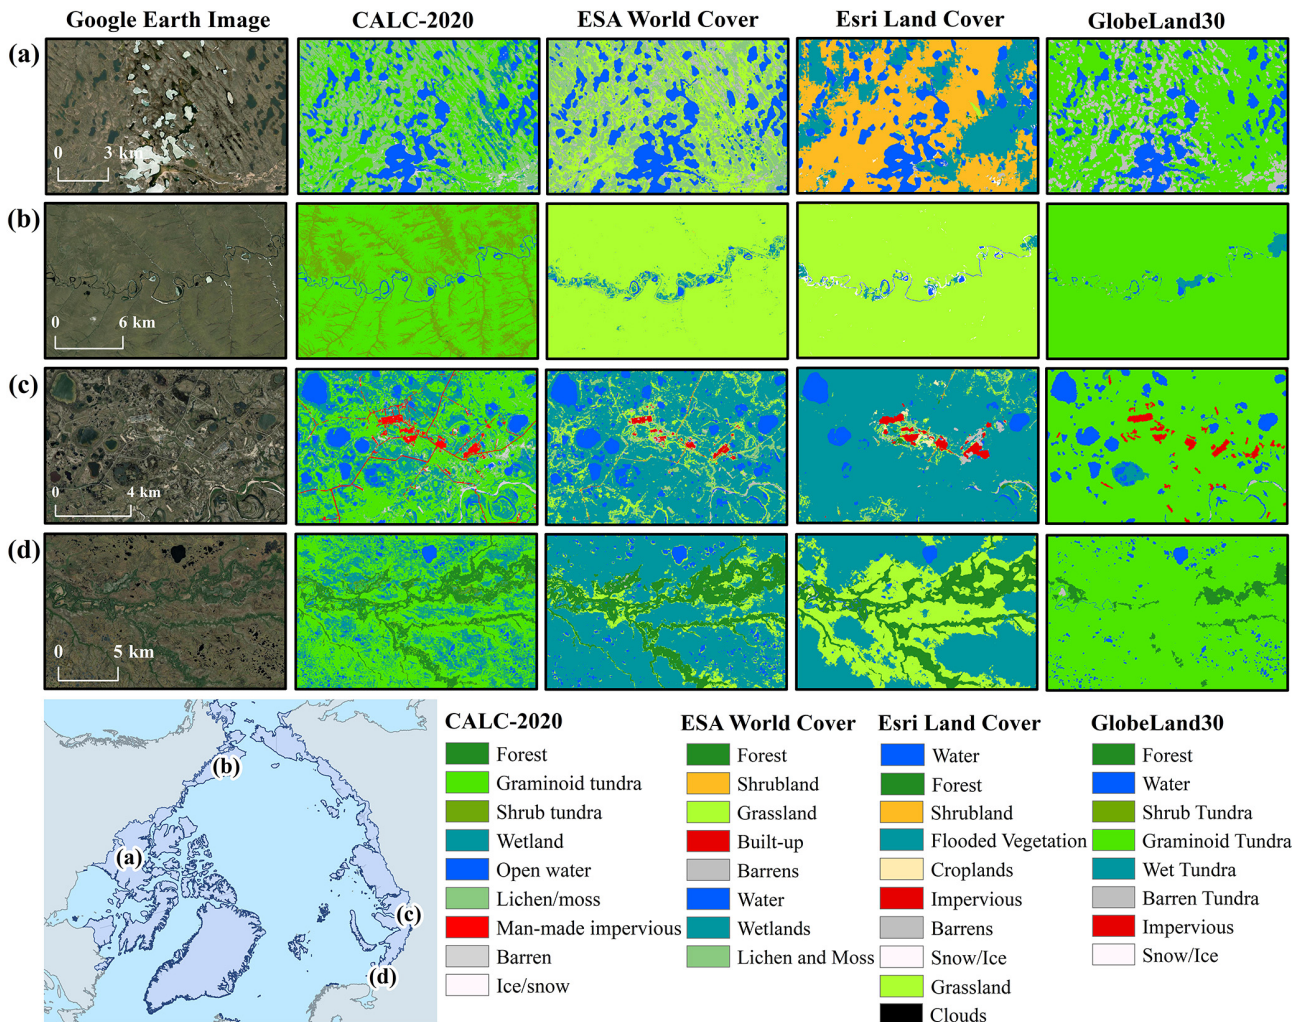 Google Earth Image CALC-2020 ESA World Cover Esri Land Cover GlobeLand30
(a)
0 3 km
(b)
0 6 km
(c)
0 4 km
(d)
0 5 km
(b)
(a)
(c)
(d)
CALC-2020
Forest
Graminoid tundra
Shrub tundra
Wetland
Open water
Lichen/moss
Man-made impervious
Barren
Ice/snow
ESA World Cover
Forest
Shrubland
Grassland
Built-up
Barrens
Water
Wetlands
Lichen and Moss
Esri Land Cover
Water
Forest
Shrubland
Flooded Vegetation
Croplands
Impervious
Barrens
Snow/Ice
Grassland
Clouds
GlobeLand30
Forest
Water
Shrub Tundra
Graminoid Tundra
Wet Tundra
Barren Tundra
Impervious
Snow/Ice